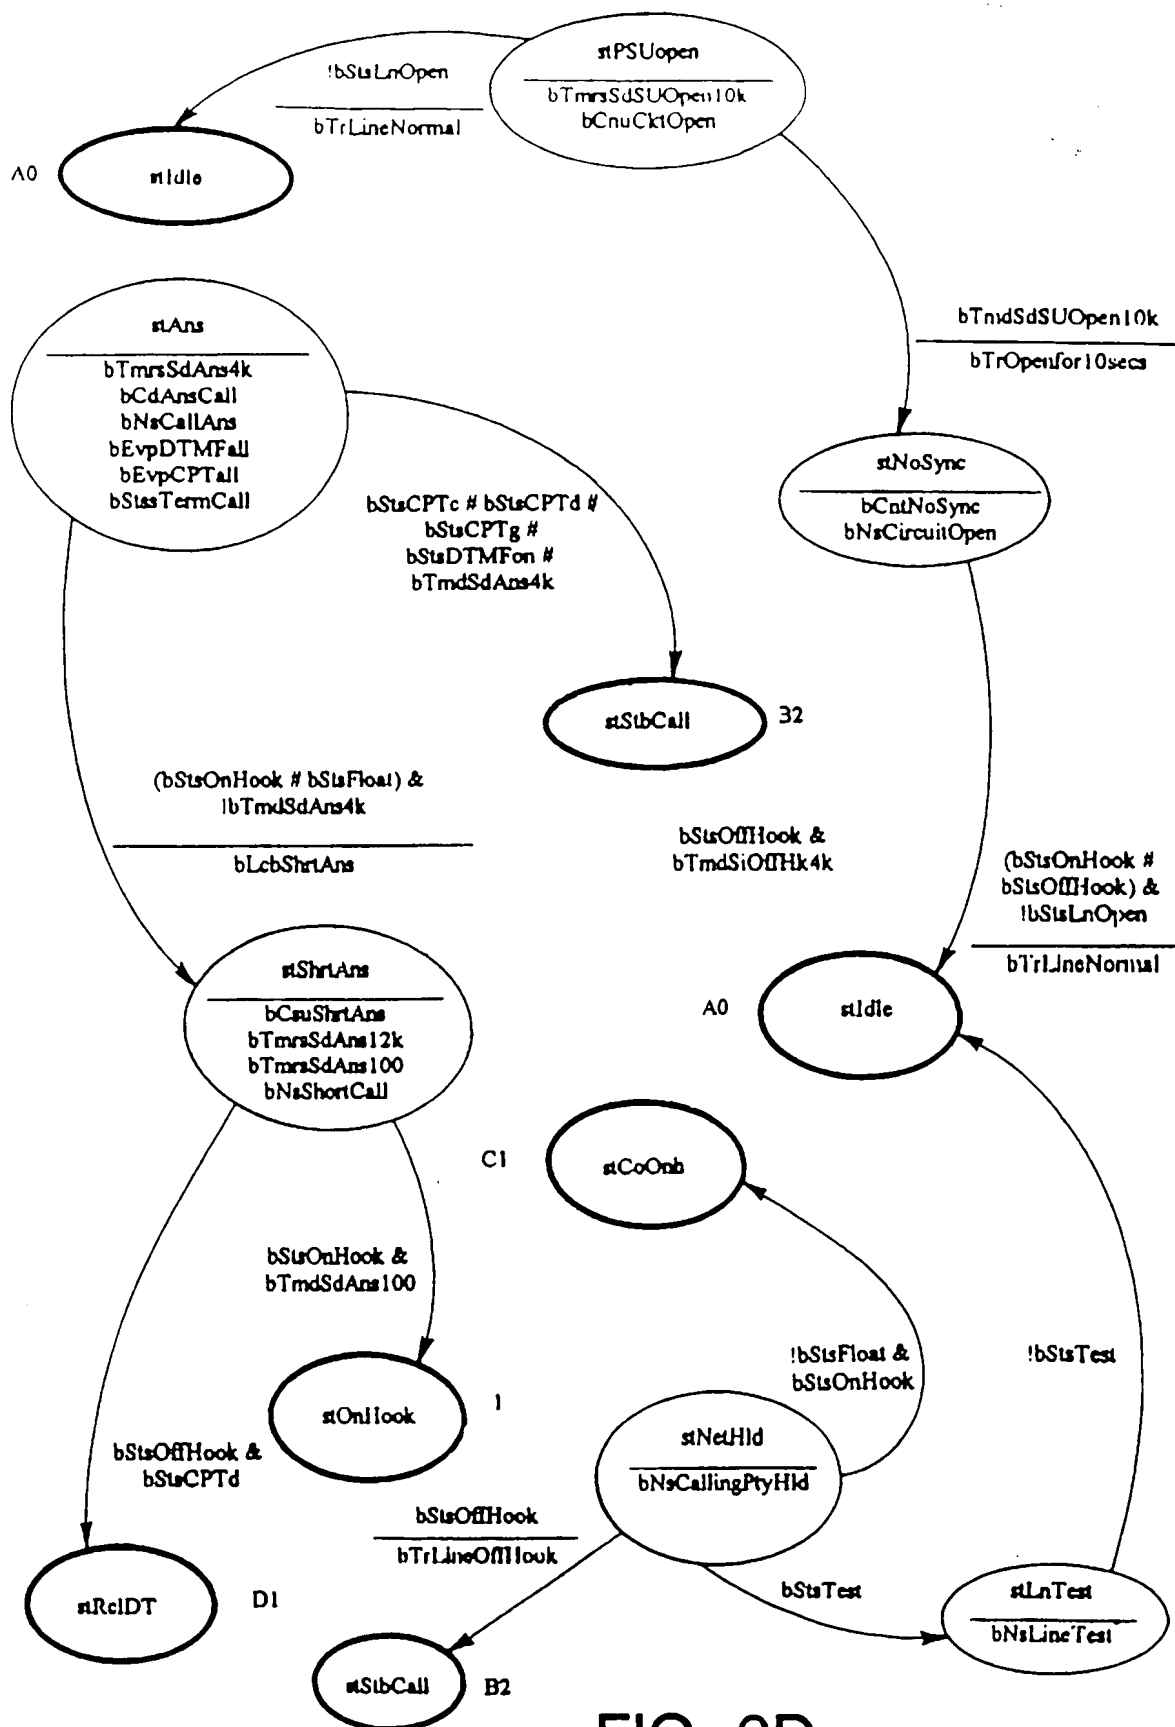 stPSUopen
bTmrsSdSUOpen10k
bCnuCktOpen
!bStsLnOpen
bTrLineNormal
A0
stIdle
stAns
bTmrsSdAns4k
bCdAnsCall
bNsCallAns
bEvpDTMFall
bEvpCPTall
bStssTermCall
bTmdSdSUOpen10k
bTrOpenfor10secs
stNoSync
bCntNoSync
bNsCircuitOpen
bStsCPTc # bStsCPTd #
bStsCPTg #
bStsDTMFon #
bTmdSdAns4k
stStbCall
B2
(bStsOnHook # bStsFloat) &
!bTmdSdAns4k
bLcbShrtAns
bStsOffHook &
bTmdSiOffHk4k
(bStsOnHook #
bStsOffHook) &
!bStsLnOpen
bTrLineNormal
stShrtAns
bCsuShrtAns
bTmrsSdAns12k
bTmrsSdAns100
bNsShortCall
A0
stIdle
C1
stCoOnh
bStsOnHook &
bTmdSdAns100
!bStsFloat &
bStsOnHook
!bStsTest
stOnHook
1
stNetHld
bNsCallingPtyHld
bStsOffHook &
bStsCPTd
bStsOffHook
bTrLineOffHook
bStsTest
stLnTest
bNsLineTest
stRclDT
D1
stStbCall
B2